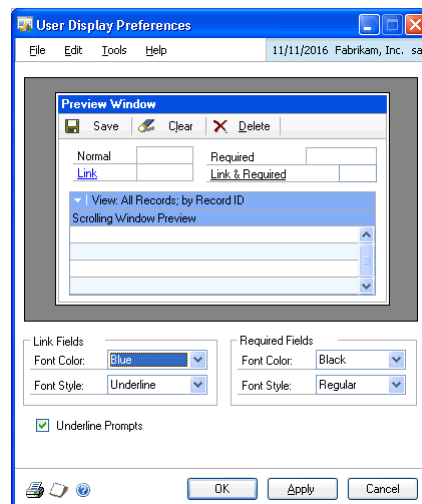 User Display Preferences
File Edit Tools Help 11/11/2016 Fabrikam, Inc. sa
Preview Window
Save Clear Delete
Normal Required
Link Link & Required
View: All Records; by Record ID
Scrolling Window Preview
Link Fields Required Fields
Font Color: Blue Font Color: Black
Font Style: Underline Font Style: Regular
Underline Prompts
OK Apply Cancel